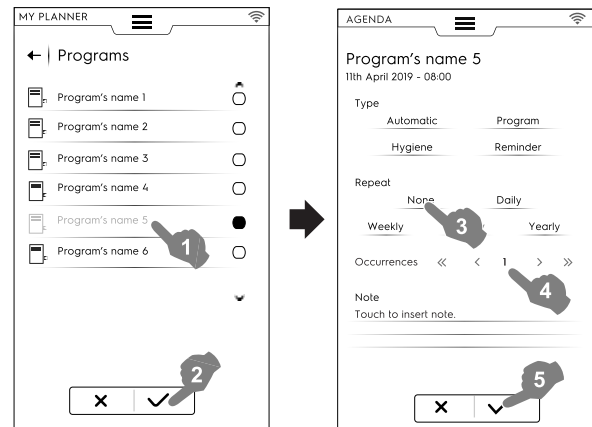 MY PLANNER
Programs
Program's name 1
Program's name 2
Program's name 3
Program's name 4
Program's name 5
Program's name 6
1
2
AGENDA
Program's name 5
11th April 2019 - 08:00
Type
Automatic Program
Hygiene Reminder
Repeat
None Daily
Weekly Yearly
3
Occurrences « < 1 > »
4
Note
Touch to insert note.
5